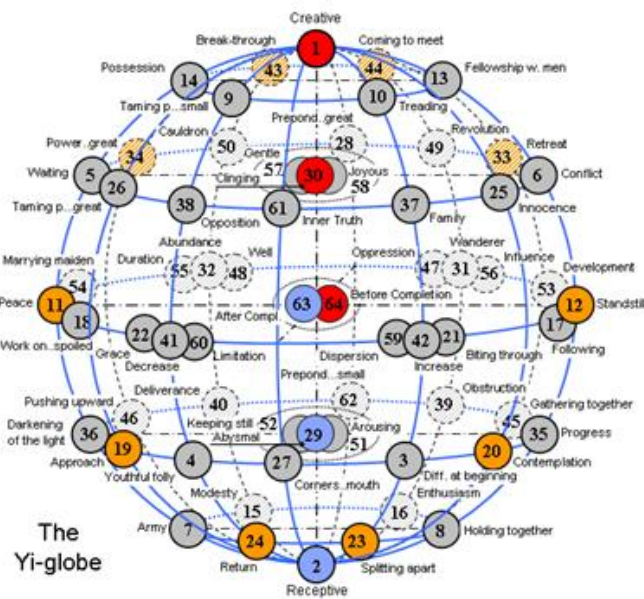 Creative
1
Break-through
Coming to meet
43
44
Possession
14
13
Fellowship w. men
9
10
Taming p...small
Treading
Cauldron
Prepond..great
Revolution
50
28
49
Power..great
34
Gentle
57
30
Joyous
58
Clinging
33
Retreat
Waiting
5
6
Conflict
26
25
Taming p...great
38
61
37
Innocence
Opposition
Inner Truth
Family
Marrying maiden
Abundance
Wanderer
Duration
Well
Oppression
Influence
Development
54
55
32
48
47
31
56
53
Peace
11
63
64
Before Completion
12
Standstill
18
After Compl.
17
22
41
60
59
42
21
Work on..spoiled
Grace
Limitation
Dispersion
Biting through
Following
Decrease
Increase
Prepond...small
Deliverance
Obstruction
Pushing upward
Gathering together
46
40
62
39
45
Keeping still
52
Arousing
Darkening
of the light
36
29
51
35
Progress
Abysmal
19
20
Approach
4
27
3
Contemplation
Youthful folly
Corners..mouth
Diff. at beginning
Modesty
Enthusiasm
15
16
Army
7
8
Holding together
24
23
Return
2
Splitting apart
Receptive
The
Yi-globe